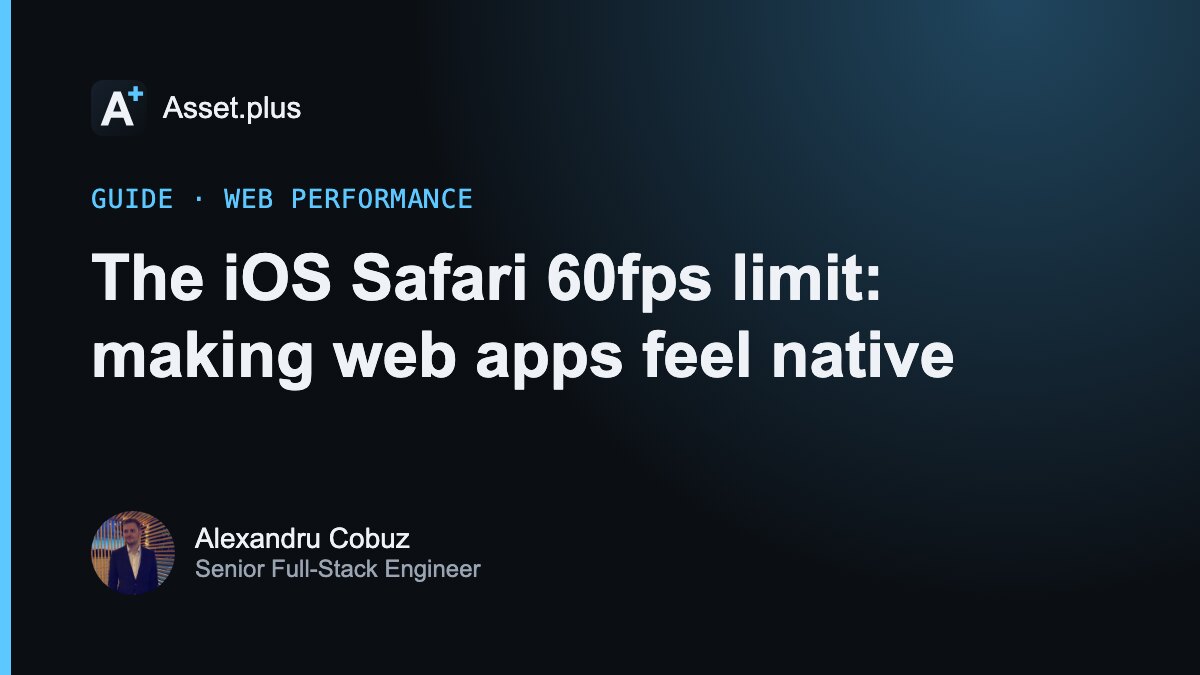 A+
Asset.plus
GUIDE · WEB PERFORMANCE
The iOS Safari 60fps limit:
making web apps feel native
Alexandru Cobuz
Senior Full-Stack Engineer